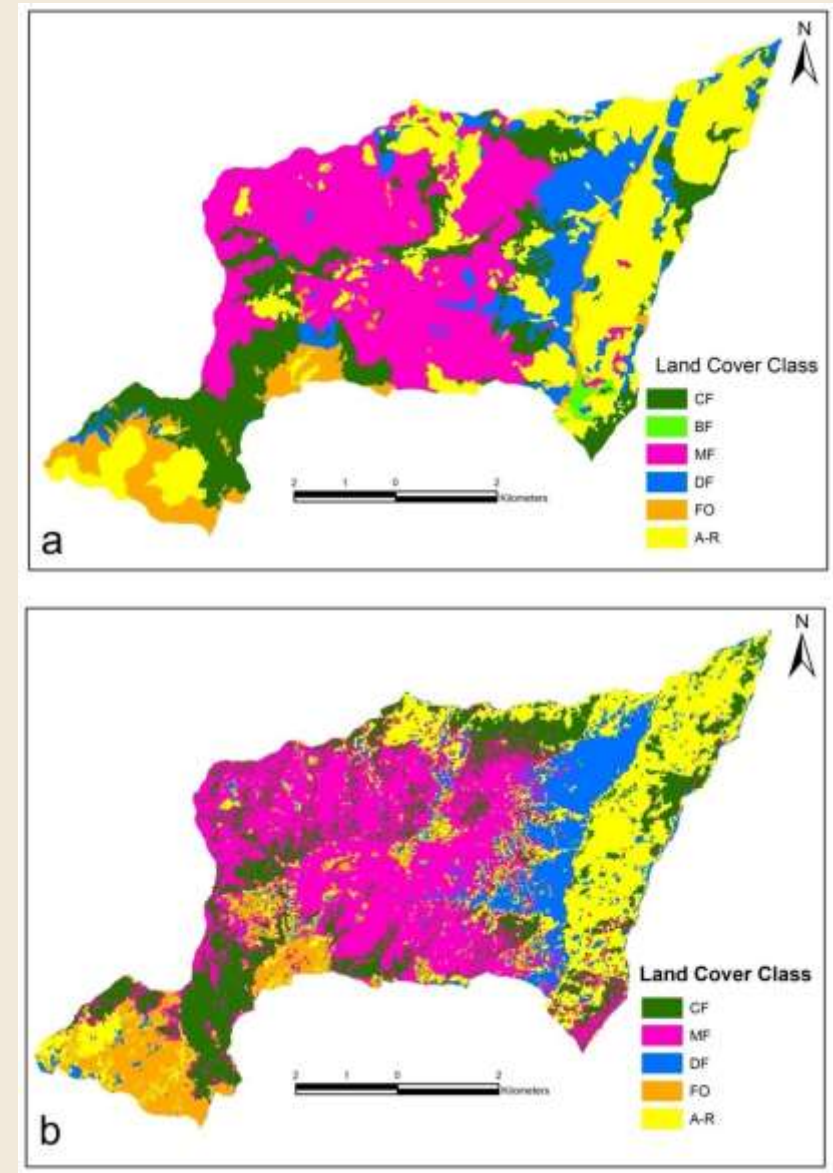 N
Land Cover Class
CF
BF
MF
DF
FO
A-R
2 1 0 2
Kilometers
a
N
Land Cover Class
CF
MF
DF
FO
A-R
2 1 0 2
Kilometers
b